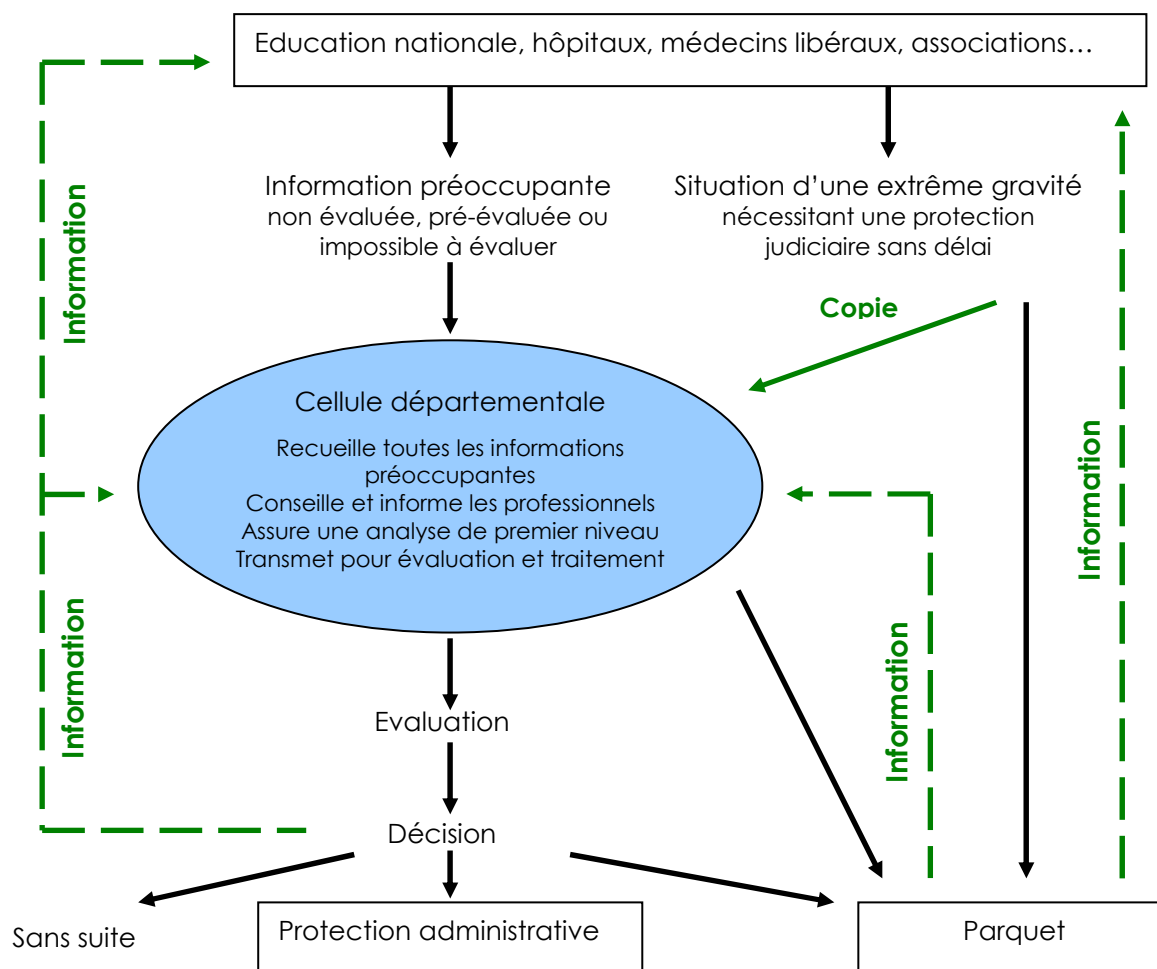 Education nationale, hôpitaux, médecins libéraux, associations…
Information préoccupante
non évaluée, pré-évaluée ou
impossible à évaluer
Situation d’une extrême gravité
nécessitant une protection
judiciaire sans délai
Information
Copie
Cellule départementale
Recueille toutes les informations
préoccupantes
Conseille et informe les professionnels
Assure une analyse de premier niveau
Transmet pour évaluation et traitement
Information
Information
Information
Evaluation
Décision
Sans suite
Protection administrative
Parquet